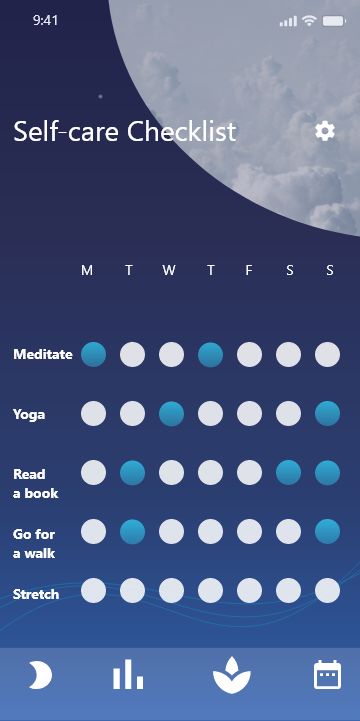 9:41
Self-care Checklist
M T W T F S S
Meditate
Yoga
Read
a book
Go for
a walk
Stretch